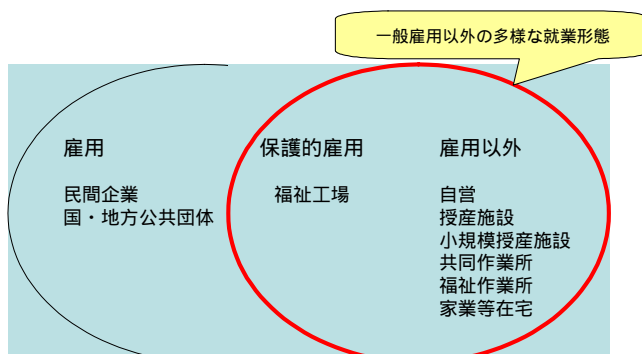 一般雇用以外の多様な就業形態
雇用
民間企業
国・地方公共団体
保護的雇用
福祉工場
雇用以外
自営
授産施設
小規模授産施設
共同作業所
福祉作業所
家業等在宅